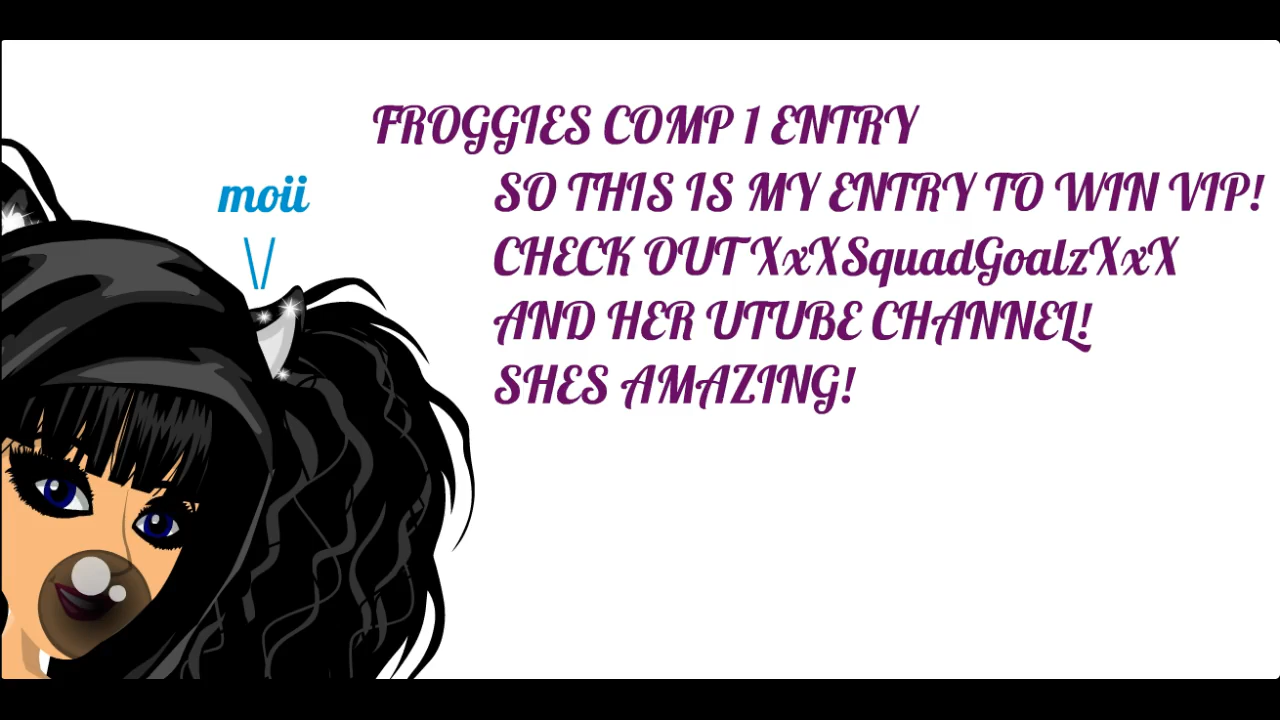 FROGGIES COMP 1 ENTRY
moii
\/
SO THIS IS MY ENTRY TO WIN VIP!
CHECK OUT XxXSquadGoalzXxX
AND HER UTUBE CHANNEL!
SHES AMAZING!